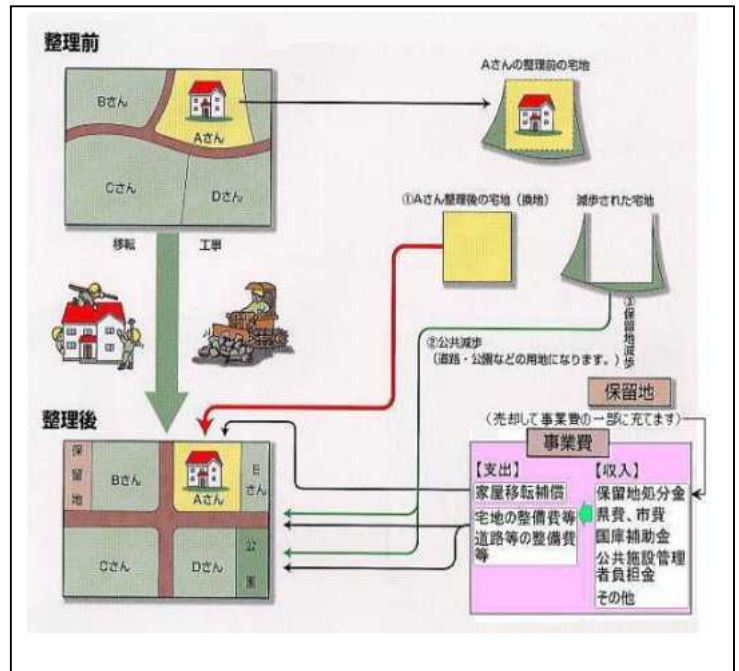 整理前
Bさん
Aさん
Cさん
Dさん
Aさんの整理前の宅地
①Aさん整理後の宅地（換地）
減歩された宅地
移転
工事
②公共減歩
（道路・公園などの用地になります。）
③保留地減歩
保留地
（売却して事業費の一部に充てます）
整理後
保留地
Bさん
Aさん
Eさん
Cさん
Dさん
公園
事業費
【支出】
家屋移転補償
宅地の整備費等
道路等の整備費
等
【収入】
保留地処分金
県費、市費
国庫補助金
公共施設管理
者負担金
その他